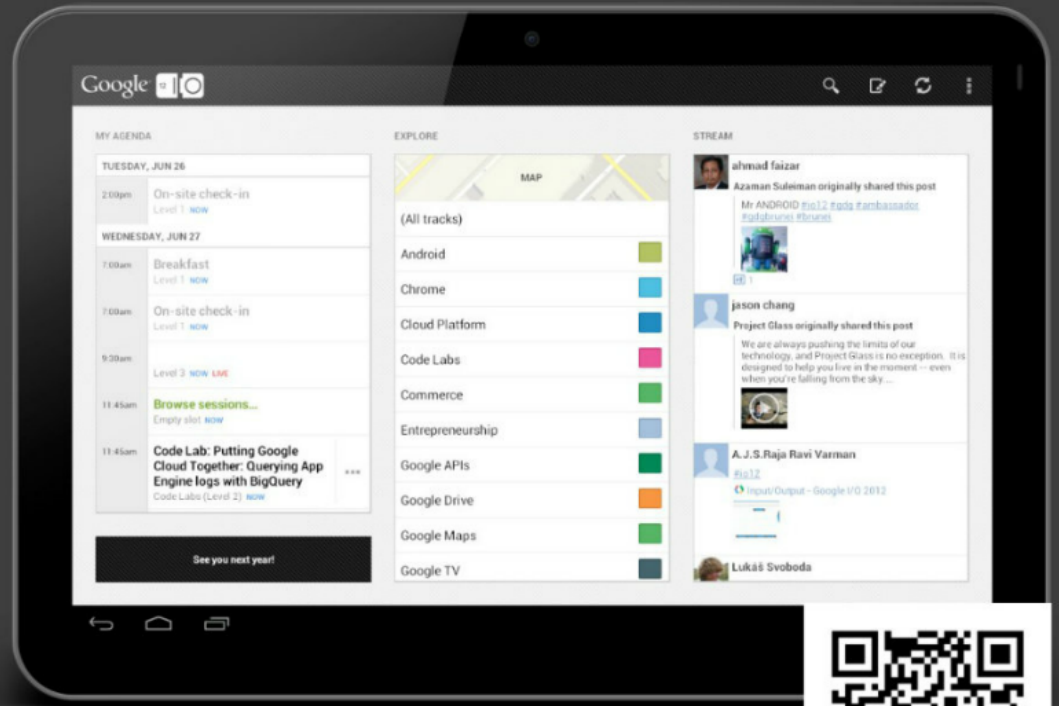 Google 12
MY AGENDA
TUESDAY, JUN 26
2:00pm
On-site check-in
Level 1 NOW
WEDNESDAY, JUN 27
7:00am
Breakfast
Level 1 NOW
7:00am
On-site check-in
Level 1 NOW
9:30am
Level 3 NOW LIVE
11:45am
Browse sessions...
Empty slot NOW
11:45am
Code Lab: Putting Google
Cloud Together: Querying App
Engine logs with BigQuery
Code Labs (Level 2) NOW
See you next year!
EXPLORE
MAP
(All tracks)
Android
Chrome
Cloud Platform
Code Labs
Commerce
Entrepreneurship
Google APIs
Google Drive
Google Maps
Google TV
STREAM
ahmad faizar
Azaman Suleiman originally shared this post
Mr ANDROID #io12 #gdg #ambassador
#gdgbrunei #brunei
+1 1
jason chang
Project Glass originally shared this post
We are always pushing the limits of our
technology, and Project Glass is no exception. It is
designed to help you live in the moment -- even
when you're falling from the sky....
A.J.S.Raja Ravi Varman
#io12
Input/Output - Google I/O 2012
Lukáš Svoboda